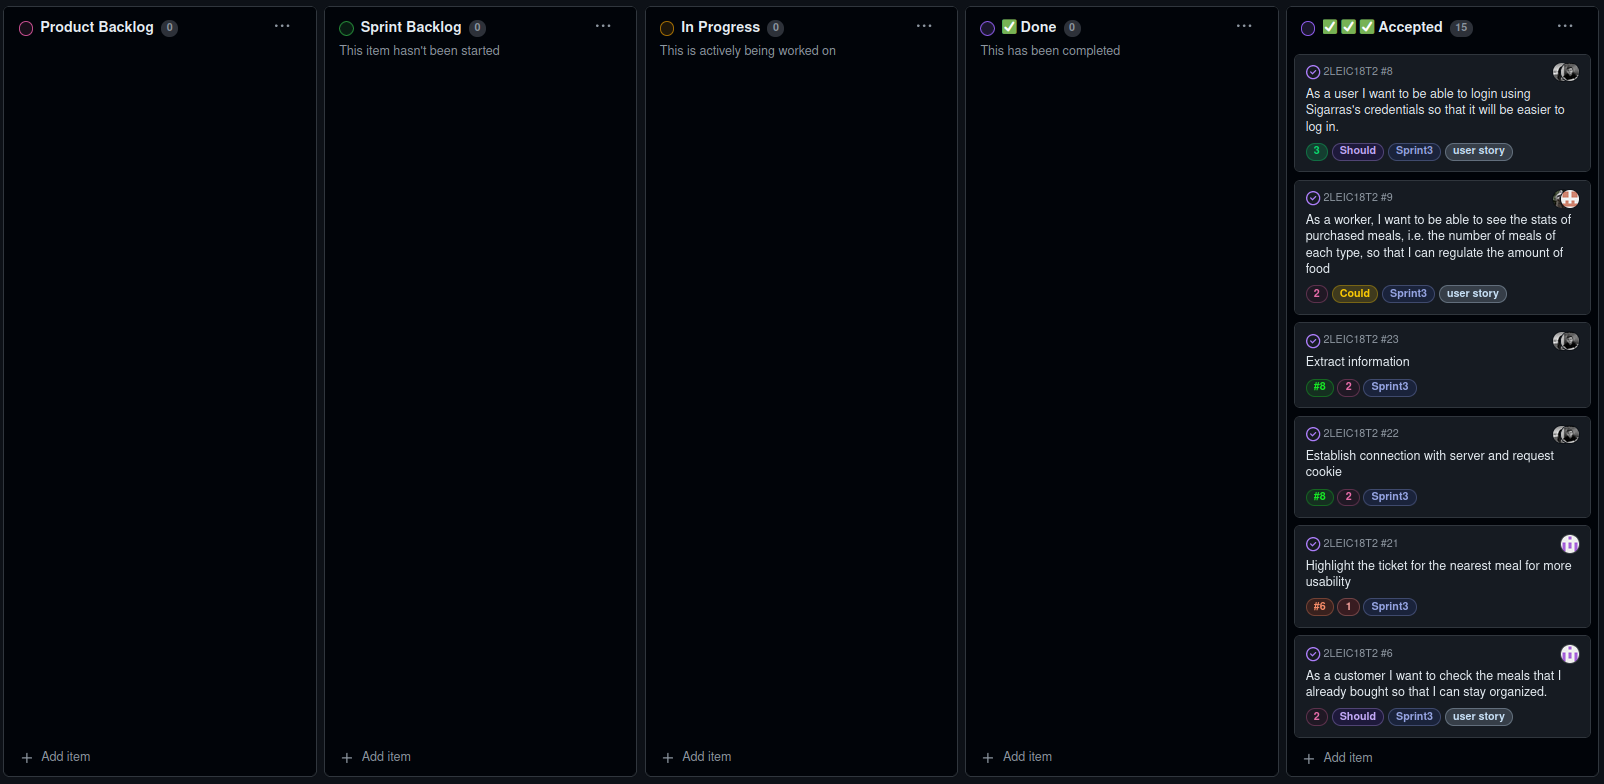 Product Backlog 0
Add item
Sprint Backlog 0
This item hasn't been started
Add item
In Progress 0
This is actively being worked on
Add item
✅ Done 0
This has been completed
Add item
✅ ✅ ✅ Accepted 15
2LEIC18T2 #8
As a user I want to be able to login using
Sigarras's credentials so that it will be easier to
log in.
3 Should Sprint3 user story
2LEIC18T2 #9
As a worker, I want to be able to see the stats of
purchased meals, i.e. the number of meals of
each type, so that I can regulate the amount of
food
2 Could Sprint3 user story
2LEIC18T2 #23
Extract information
#8 2 Sprint3
2LEIC18T2 #22
Establish connection with server and request
cookie
#8 2 Sprint3
2LEIC18T2 #21
Highlight the ticket for the nearest meal for more
usability
#6 1 Sprint3
2LEIC18T2 #6
As a customer I want to check the meals that I
already bought so that I can stay organized.
2 Should Sprint3 user story
Add item